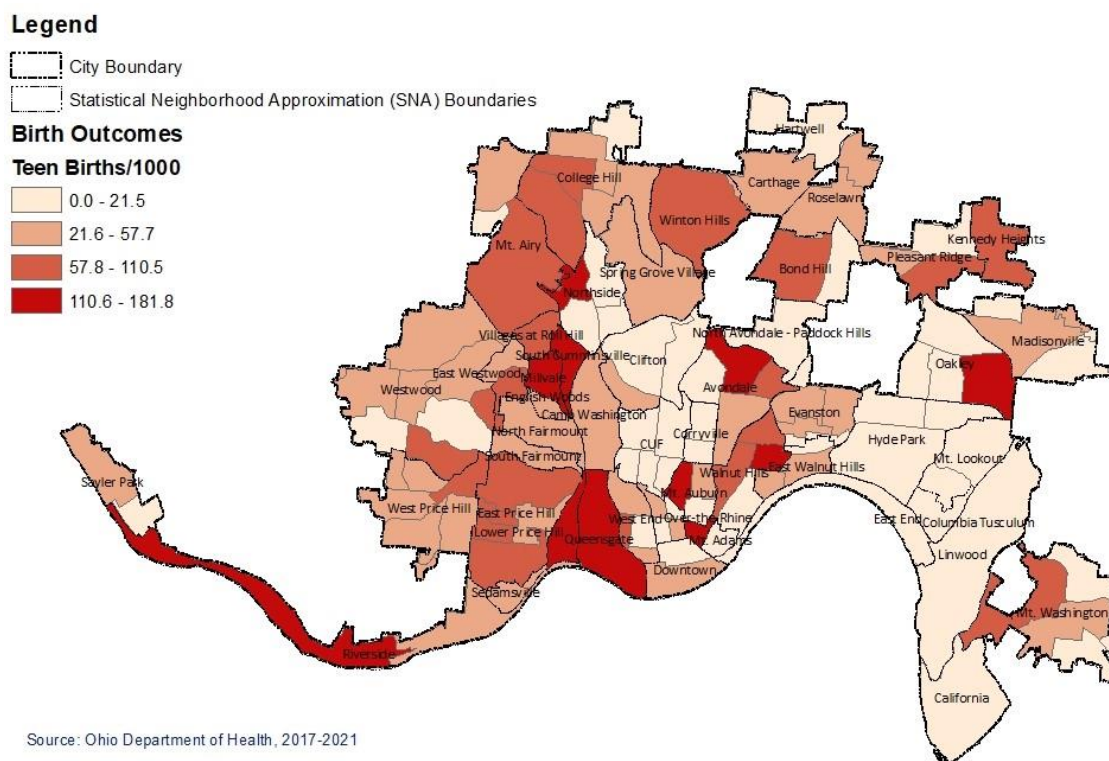 Legend
City Boundary
Statistical Neighborhood Approximation (SNA) Boundaries
Birth Outcomes
Teen Births/1000
0.0 - 21.5
21.6 - 57.7
57.8 - 110.5
110.6 - 181.8
Hartwell
College Hill
Carthage
Roselawn
Winton Hills
Kennedy Heights
Mt. Airy
Pleasant Ridge
Bond Hill
Spring Grove Village
Northside
Villages at Roll Hill
North Avondale - Paddock Hills
Madisonville
South Cumminsville
Clifton
Oakley
East Westwood
Millvale
Avondale
Westwood
English Woods
Camp Washington
Evanston
North Fairmount
CUF
Corryville
Hyde Park
South Fairmount
Mt. Lookout
Walnut Hills
East Walnut Hills
Sayler Park
Mt. Auburn
West Price Hill
East Price Hill
West End
Over-the-Rhine
East End
Columbia Tusculum
Lower Price Hill
Queensgate
Mt. Adams
Linwood
Downtown
Sedamsville
Mt. Washington
Riverside
California
Source: Ohio Department of Health, 2017-2021